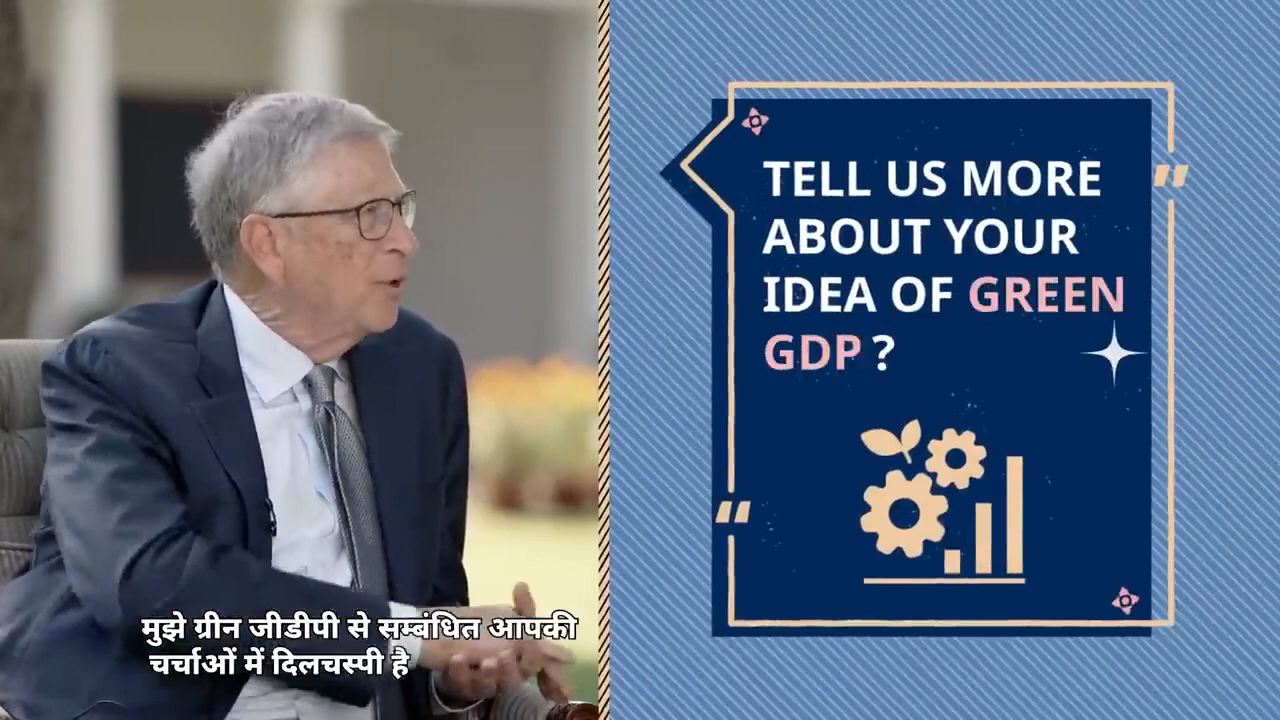 मुझे ग्रीन जीडीपी से सम्बंधित आपकी
चर्चाओं में दिलचस्पी है
TELL US MORE
ABOUT YOUR
IDEA OF GREEN
GDP ?